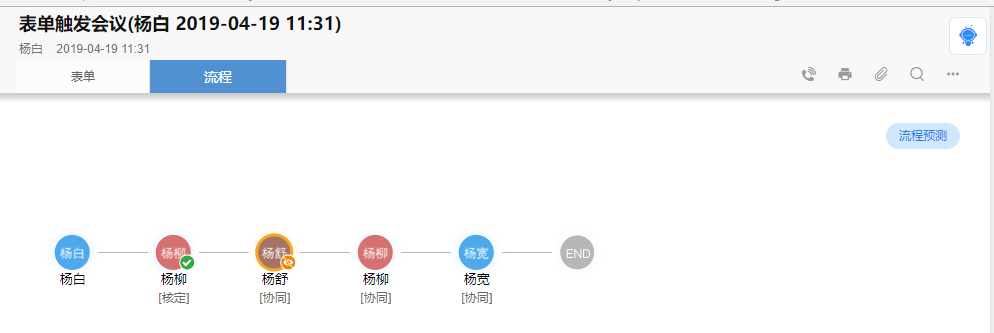 表单触发会议(杨白 2019-04-19 11:31)
杨白 2019-04-19 11:31
表单 流程
流程预测
杨白 杨柳 杨舒 杨柳 杨宽 END
杨白 杨柳 杨舒 杨柳 杨宽
[核定] [协同] [协同] [协同]